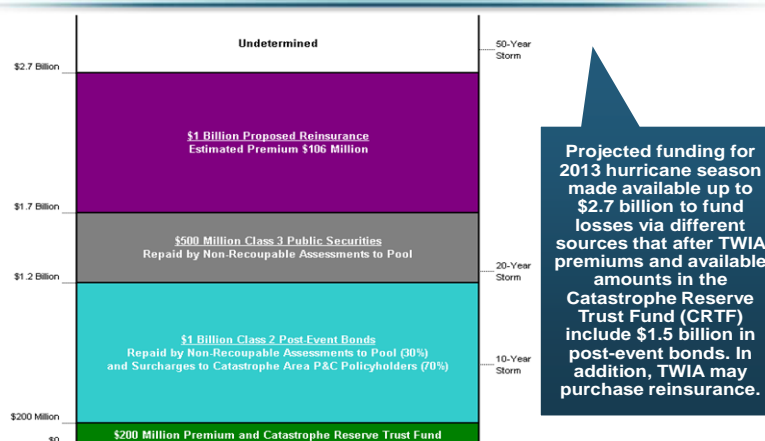 Undetermined
50-Year
Storm
$2.7 Billion
$1 Billion Proposed Reinsurance
Estimated Premium $106 Million
$1.7 Billion
$500 Million Class 3 Public Securities
Repaid by Non-Recoupable Assessments to Pool
20-Year
Storm
$1.2 Billion
$1 Billion Class 2 Post-Event Bonds
Repaid by Non-Recoupable Assessments to Pool (30%)
and Surcharges to Catastrophe Area P&C Policyholders (70%)
10-Year
Storm
$200 Million
$200 Million Premium and Catastrophe Reserve Trust Fund
$0
Projected funding for
2013 hurricane season
made available up to
$2.7 billion to fund
losses via different
sources that after TWIA
premiums and available
amounts in the
Catastrophe Reserve
Trust Fund (CRTF)
include $1.5 billion in
post-event bonds. In
addition, TWIA may
purchase reinsurance.